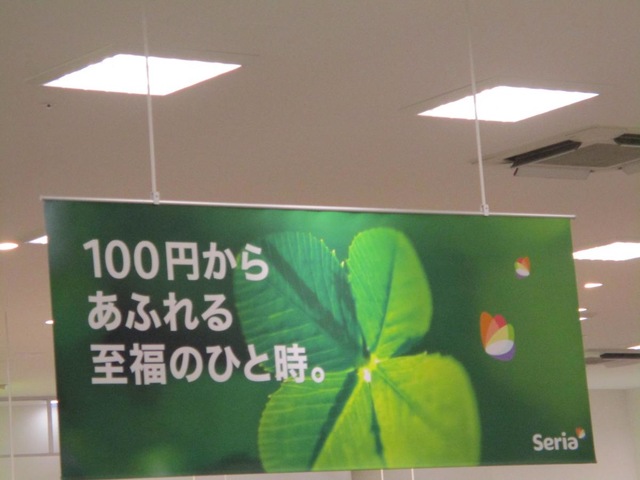 100円から
あふれる
至福のひと時。
Seria